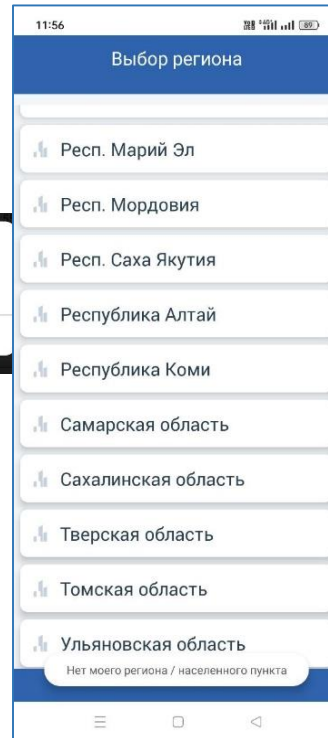 11:56
89
Выбор региона
Респ. Марий Эл
Респ. Мордовия
Респ. Саха Якутия
Республика Алтай
Республика Коми
Самарская область
Сахалинская область
Тверская область
Томская область
Ульяновская область
Нет моего региона / населенного пункта